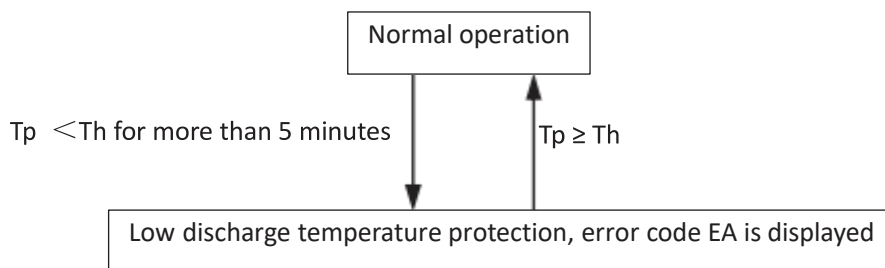 Normal operation
Tp ＜Th for more than 5 minutes
Tp ≥ Th
Low discharge temperature protection, error code EA is displayed